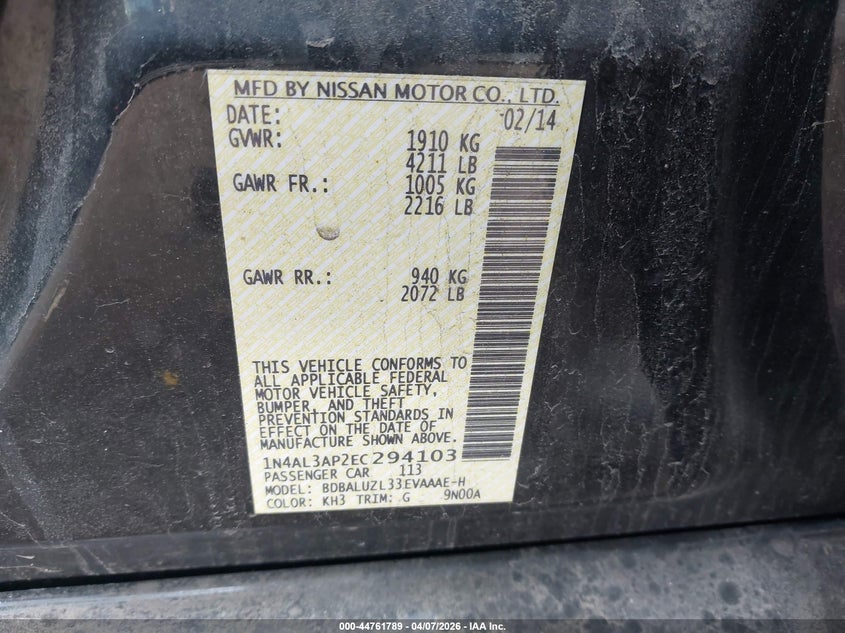 MFD BY NISSAN MOTOR CO., LTD.
DATE: 02/14
GVWR: 1910 KG
4211 LB
GAWR FR.: 1005 KG
2216 LB
GAWR RR.: 940 KG
2072 LB
THIS VEHICLE CONFORMS TO
ALL APPLICABLE FEDERAL
MOTOR VEHICLE SAFETY,
BUMPER, AND THEFT
PREVENTION STANDARDS IN
EFFECT ON THE DATE OF
MANUFACTURE SHOWN ABOVE.
1N4AL3AP2EC294103
PASSENGER CAR 113
MODEL: BDBALUZL33EVAAAE-H
COLOR: KH3 TRIM: G 9N00A
000-44761789 - 04/07/2026 - IAA Inc.